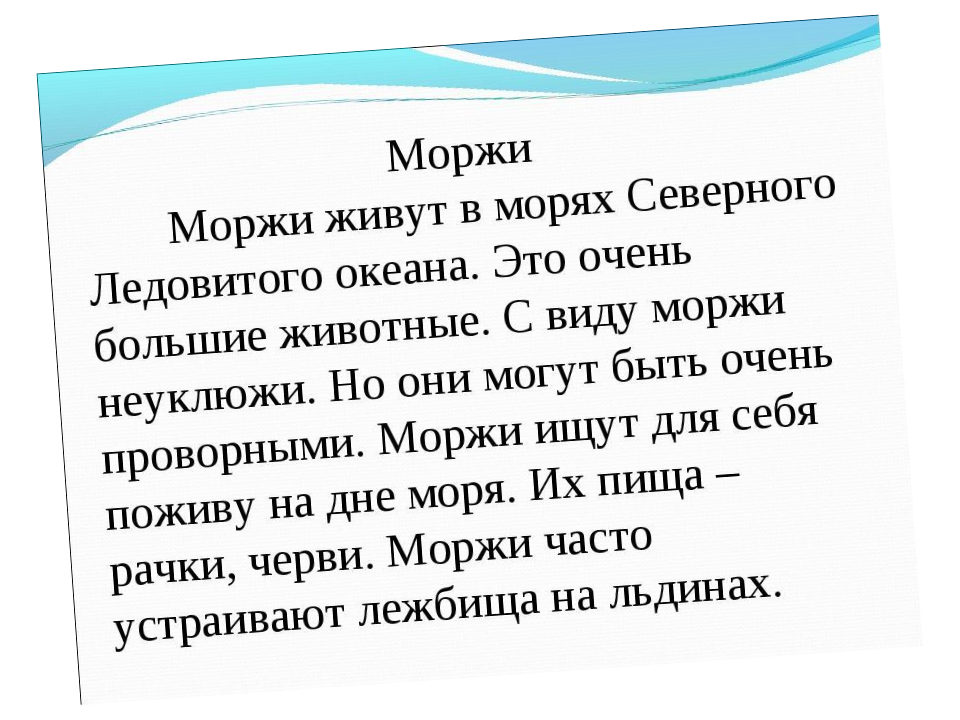 Моржи
Моржи живут в морях Северного
Ледовитого океана. Это очень
большие животные. С виду моржи
неуклюжи. Но они могут быть очень
проворными. Моржи ищут для себя
поживу на дне моря. Их пища –
рачки, черви. Моржи часто
устраивают лежбища на льдинах.